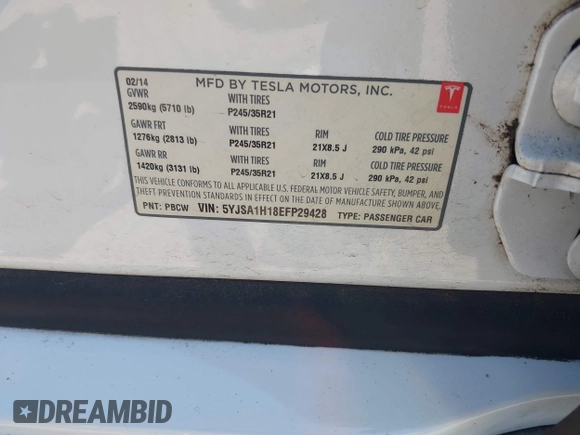 02/14
MFD BY TESLA MOTORS, INC.
TESLA
GVWR WITH TIRES
2590kg (5710 lb) P245/35R21
GAWR FRT WITH TIRES RIM COLD TIRE PRESSURE
1276kg (2813 lb) P245/35R21 21X8.5 J 290 kPa, 42 psi
GAWR RR WITH TIRES RIM COLD TIRE PRESSURE
1420kg (3131 lb) P245/35R21 21X8.5 J 290 kPa, 42 psi
THIS VEHICLE CONFORMS TO ALL APPLICABLE U.S. FEDERAL MOTOR VEHICLE SAFETY, BUMPER, AND
THEFT PREVENTION STANDARDS IN EFFECT ON THE DATE OF MANUFACTURE SHOWN ABOVE.
PNT: PBCW VIN: 5YJSA1H18EFP29428 TYPE: PASSENGER CAR
DREAMBID